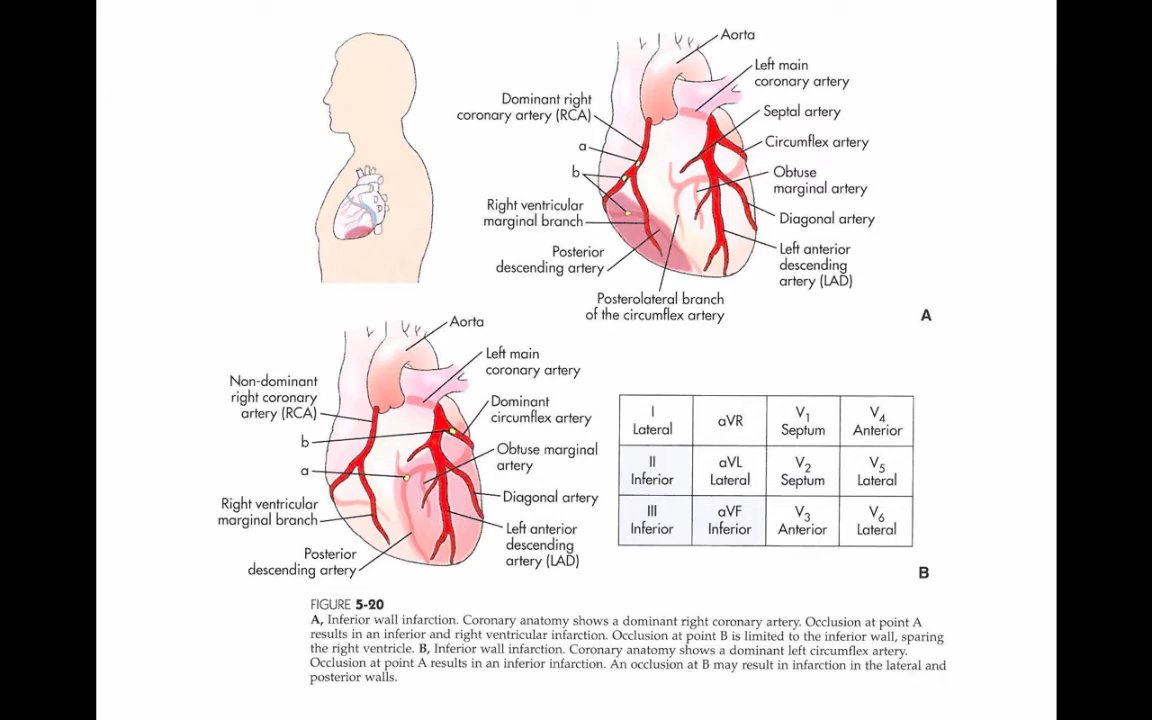 Aorta
Left main
coronary artery
Dominant right
coronary artery (RCA)
Septal artery
Circumflex artery
a
b
Obtuse
marginal artery
Right ventricular
marginal branch
Diagonal artery
Posterior
descending artery
Left anterior
descending
artery (LAD)
Posterolateral branch
of the circumflex artery
A
Aorta
Left main
coronary artery
Non-dominant
right coronary
artery (RCA)
Dominant
circumflex artery
b
Obtuse marginal
artery
a
Right ventricular
marginal branch
Diagonal artery
Left anterior
descending
artery (LAD)
Posterior
descending artery
I aVR V1 V4
Lateral Septum Anterior
II aVL V2 V5
Inferior Lateral Septum Lateral
III aVF V3 V6
Inferior Inferior Anterior Lateral
B
FIGURE 5-20
A, Inferior wall infarction. Coronary anatomy shows a dominant right coronary artery. Occlusion at point A
results in an inferior and right ventricular infarction. Occlusion at point B is limited to the inferior wall, sparing
the right ventricle. B, Inferior wall infarction. Coronary anatomy shows a dominant left circumflex artery.
Occlusion at point A results in an inferior infarction. An occlusion at B may result in infarction in the lateral and
posterior walls.